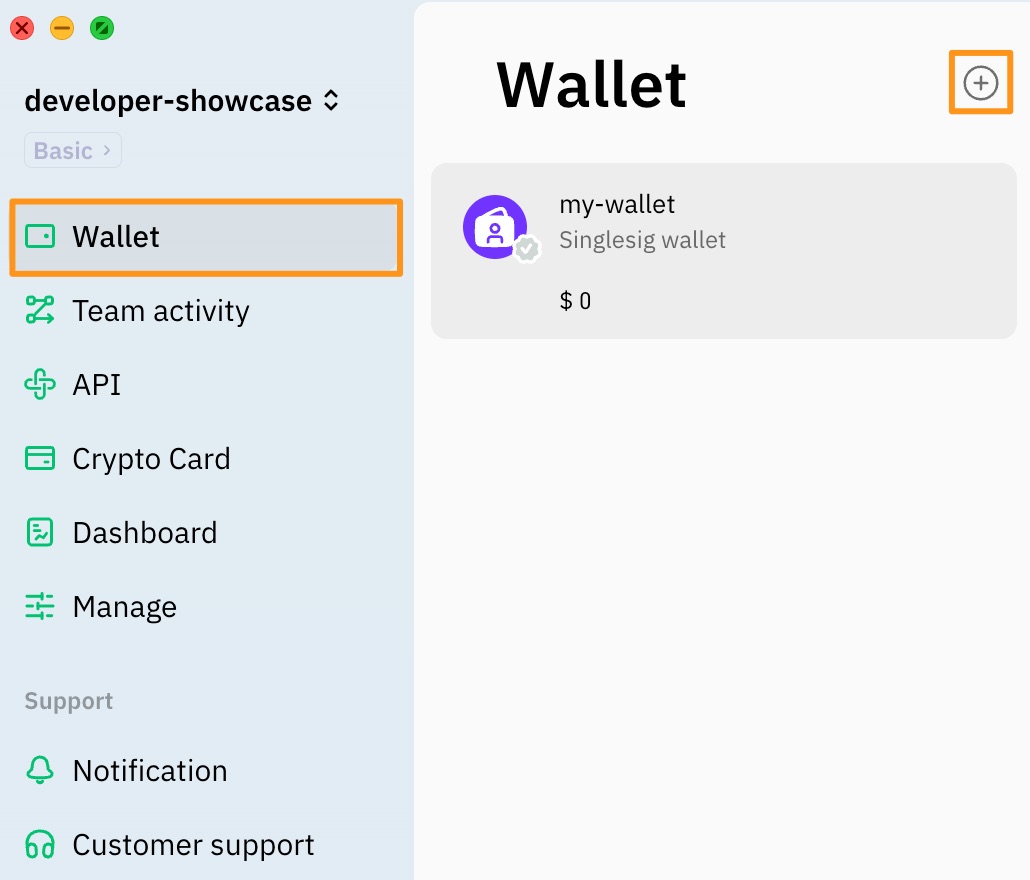 developer-showcase
Basic
Wallet
Team activity
API
Crypto Card
Dashboard
Manage
Support
Notification
Customer support
Wallet
my-wallet
Singlesig wallet
$ 0